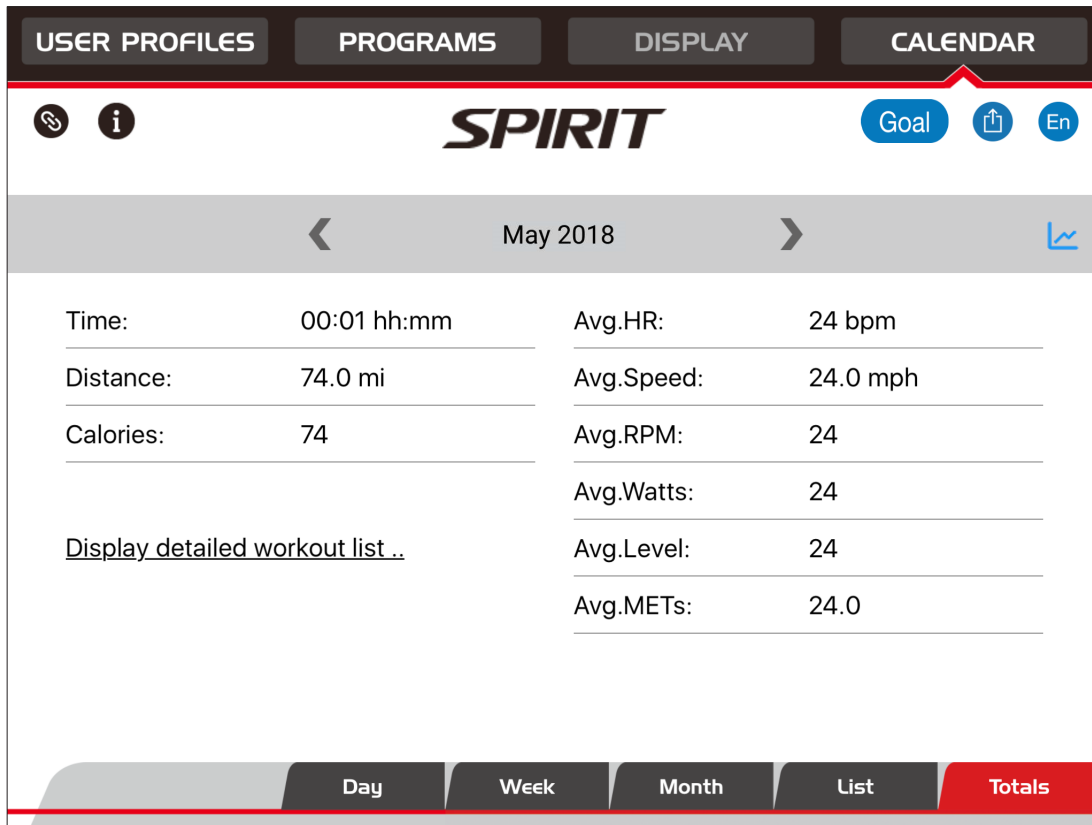 USER PROFILES PROGRAMS DISPLAY CALENDAR
SPIRIT Goal En
May 2018
Time: 00:01 hh:mm Avg.HR: 24 bpm
Distance: 74.0 mi Avg.Speed: 24.0 mph
Calories: 74 Avg.RPM: 24
Avg.Watts: 24
Display detailed workout list .. Avg.Level: 24
Avg.METs: 24.0
Day Week Month List Totals